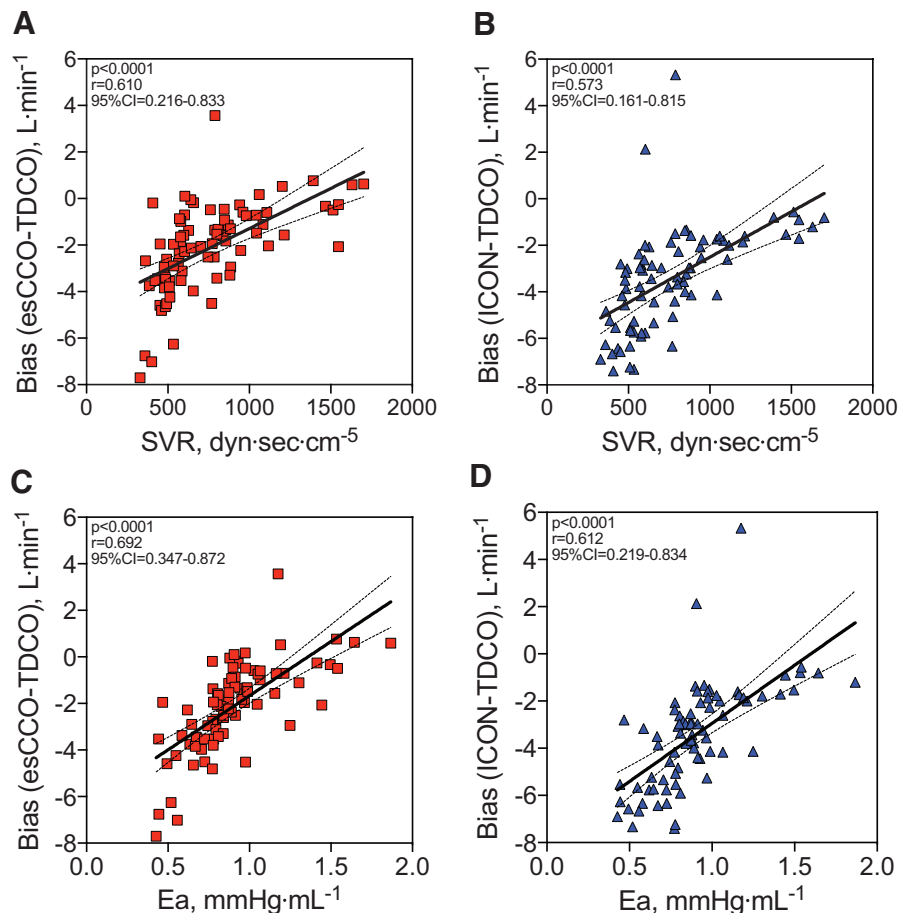 A
6
4
2
0
-2
-4
-6
-8
p<0.0001
r=0.610
95%CI=0.216-0.833
Bias (esCCO-TDCO), L·min⁻¹
0
500
1000
1500
2000
SVR, dyn·sec·cm⁻⁵
B
6
4
2
0
-2
-4
-6
-8
p<0.0001
r=0.573
95%CI=0.161-0.815
Bias (ICON-TDCO), L·min⁻¹
0
500
1000
1500
2000
SVR, dyn·sec·cm⁻⁵
C
6
4
2
0
-2
-4
-6
-8
p<0.0001
r=0.692
95%CI=0.347-0.872
Bias (esCCO-TDCO), L·min⁻¹
0.0
0.5
1.0
1.5
2.0
Ea, mmHg·mL⁻¹
D
6
4
2
0
-2
-4
-6
-8
p<0.0001
r=0.612
95%CI=0.219-0.834
Bias (ICON-TDCO), L·min⁻¹
0.0
0.5
1.0
1.5
2.0
Ea, mmHg·mL⁻¹